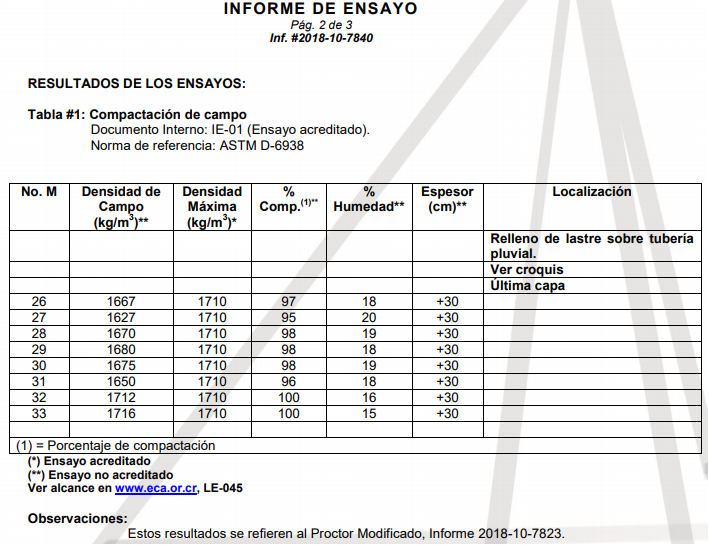 INFORME DE ENSAYO
Pág. 2 de 3
Inf. #2018-10-7840
RESULTADOS DE LOS ENSAYOS:
Tabla #1: Compactación de campo
Documento Interno: IE-01 (Ensayo acreditado).
Norma de referencia: ASTM D-6938
No. M Densidad de Campo (kg/m³)** Densidad Máxima (kg/m³)* % Comp.(1)** % Humedad** Espesor (cm)** Localización
Relleno de lastre sobre tubería
pluvial.
Ver croquis
Última capa
26 1667 1710 97 18 +30
27 1627 1710 95 20 +30
28 1670 1710 98 19 +30
29 1680 1710 98 18 +30
30 1675 1710 98 19 +30
31 1650 1710 96 18 +30
32 1712 1710 100 16 +30
33 1716 1710 100 15 +30
(1) = Porcentaje de compactación
(*) Ensayo acreditado
(**) Ensayo no acreditado
Ver alcance en www.eca.or.cr, LE-045
Observaciones:
Estos resultados se refieren al Proctor Modificado, Informe 2018-10-7823.